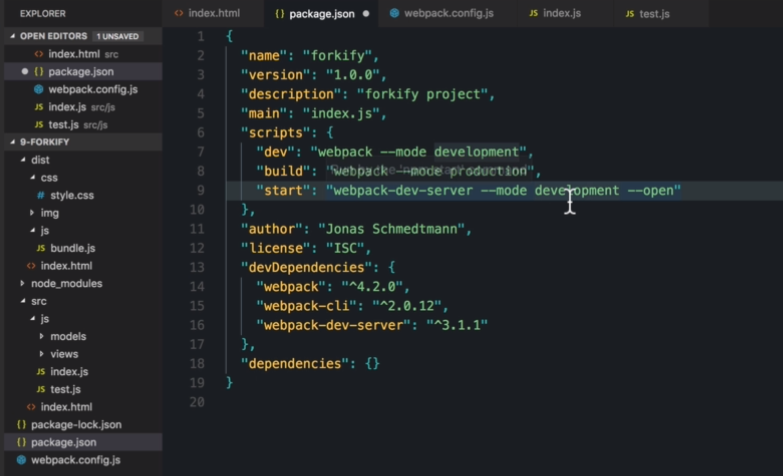 EXPLORER
OPEN EDITORS 1 UNSAVED
index.html src
package.json
webpack.config.js
index.js src/js
test.js src/js
9-FORKIFY
dist
css
style.css
img
js
bundle.js
index.html
node_modules
src
js
models
views
index.js
test.js
index.html
package-lock.json
package.json
webpack.config.js
index.html
package.json
webpack.config.js
index.js
test.js
1 {
2 "name": "forkify",
3 "version": "1.0.0",
4 "description": "forkify project",
5 "main": "index.js",
6 "scripts": {
7 "dev": "webpack --mode development",
8 "build": "webpack --mode production",
9 "start": "webpack-dev-server --mode development --open"
10 },
11 "author": "Jonas Schmedtmann",
12 "license": "ISC",
13 "devDependencies": {
14 "webpack": "^4.2.0",
15 "webpack-cli": "^2.0.12",
16 "webpack-dev-server": "^3.1.1"
17 },
18 "dependencies": {}
19 }
20